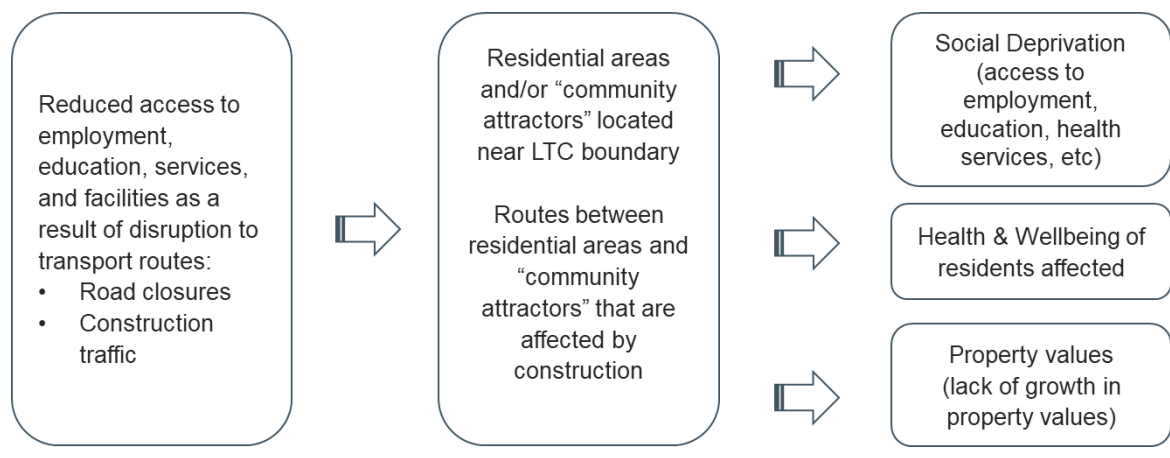 Reduced access to
employment,
education, services,
and facilities as a
result of disruption to
transport routes:
• Road closures
• Construction
traffic
Residential areas
and/or “community
attractors” located
near LTC boundary
Routes between
residential areas and
“community
attractors” that are
affected by
construction
Social Deprivation
(access to
employment,
education, health
services, etc)
Health & Wellbeing of
residents affected
Property values
(lack of growth in
property values)